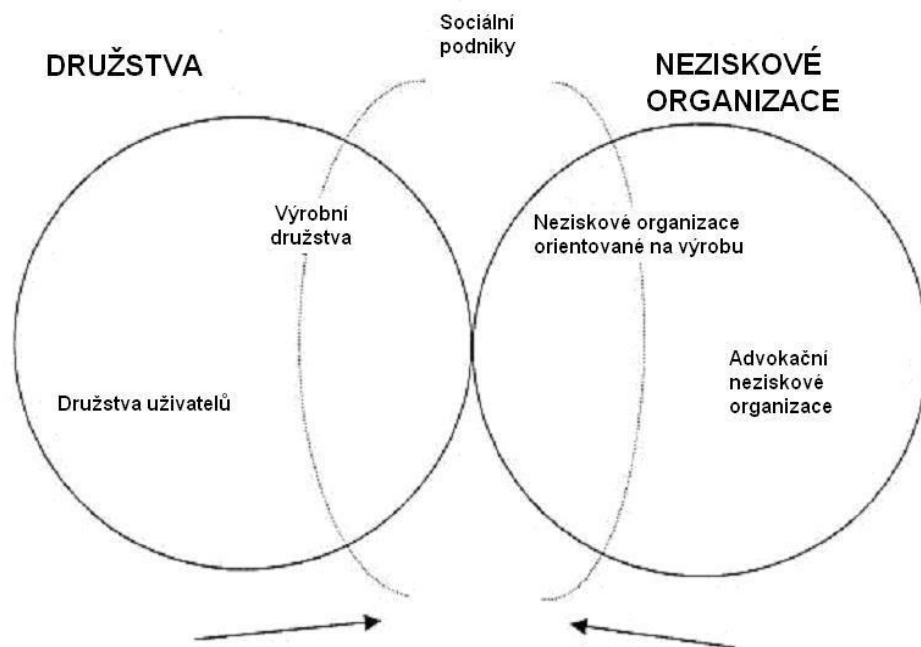 Sociální
podniky
DRUŽSTVA
NEZISKOVÉ
ORGANIZACE
Výrobní
družstva
Neziskové organizace
orientované na výrobu
Družstva uživatelů
Advokační
neziskové
organizace